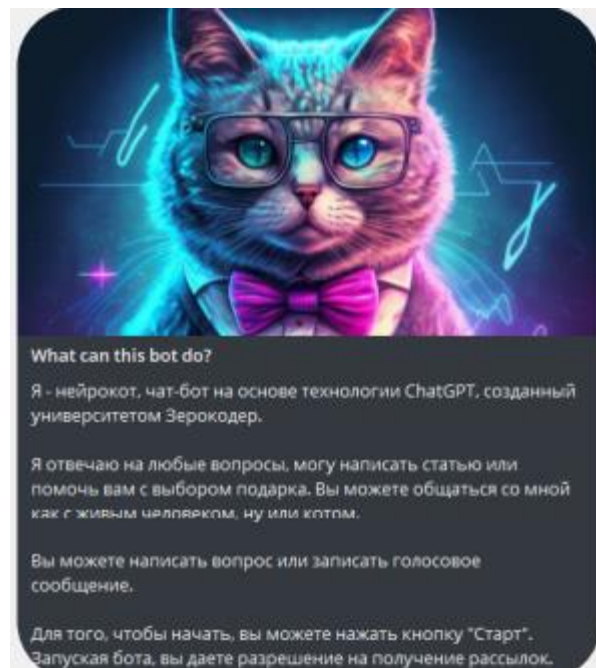 What can this bot do?
Я - нейрокот, чат-бот на основе технологии ChatGPT, созданный
университетом Зерокодер.
Я отвечаю на любые вопросы, могу написать статью или
помочь вам с выбором подарка. Вы можете общаться со мной
как с живым человеком, ну или котом.
Вы можете написать вопрос или записать голосовое
сообщение.
Для того, чтобы начать, вы можете нажать кнопку "Старт".
Запуская бота, вы даете разрешение на получение рассылок.